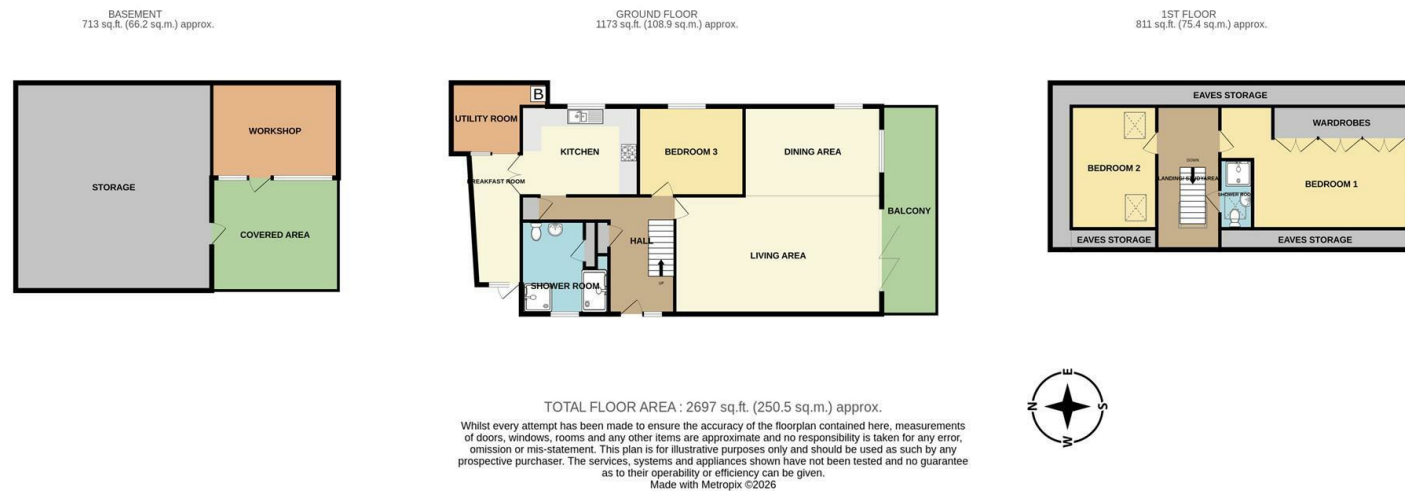 BASEMENT
713 sq.ft. (66.2 sq.m.) approx.
GROUND FLOOR
1173 sq.ft. (108.9 sq.m.) approx.
1ST FLOOR
811 sq.ft. (75.4 sq.m.) approx.
STORAGE
WORKSHOP
COVERED AREA
B
UTILITY ROOM
KITCHEN
BREAKFAST ROOM
BEDROOM 3
DINING AREA
BALCONY
HALL
LIVING AREA
SHOWER ROOM
UP
EAVES STORAGE
WARDROBES
BEDROOM 2
DOWN
LANDING/ STUDYAREA
SHOWER ROOM
BEDROOM 1
EAVES STORAGE
EAVES STORAGE
E
N
S
W
TOTAL FLOOR AREA : 2697 sq.ft. (250.5 sq.m.) approx.
Whilst every attempt has been made to ensure the accuracy of the floorplan contained here, measurements
of doors, windows, rooms and any other items are approximate and no responsibility is taken for any error,
omission or mis-statement. This plan is for illustrative purposes only and should be used as such by any
prospective purchaser. The services, systems and appliances shown have not been tested and no guarantee
as to their operability or efficiency can be given.
Made with Metropix ©2026